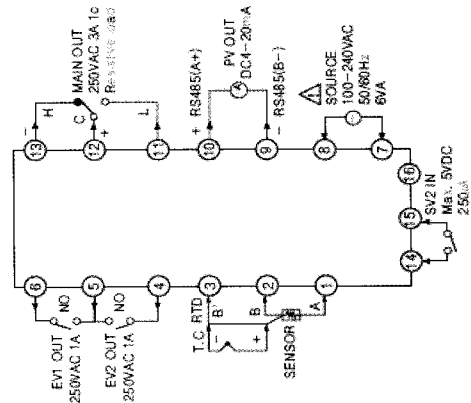 EV2 OUT
250VAC 1A
EV1 OUT
250VAC 1A
NO
NO
SENSOR
T.C RTD
+
−
A
B
B'
1
2
3
4
5
6
14
15
16
SV2 IN
Max. 5VDC
7
8
9
10
11
12
13
SOURCE
100−240VAC
50/60Hz
6VA
−
RS485(B−)
+
RS485(A+)
A
PV OUT
DC4−20mA
L
+
C
−
H
MAIN OUT
250VAC 3A 1c
Resistive load